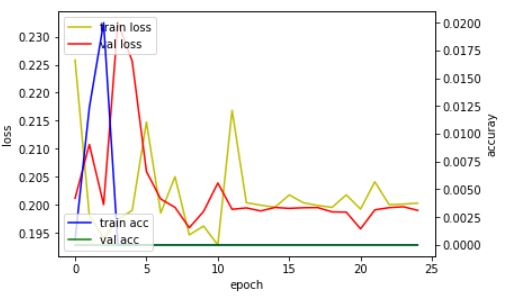 train loss
val loss
train acc
val acc
0.230
0.225
0.220
0.215
0.210
0.205
0.200
0.195
loss
0.0200
0.0175
0.0150
0.0125
0.0100
0.0075
0.0050
0.0025
0.0000
accuray
0 5 10 15 20 25
epoch